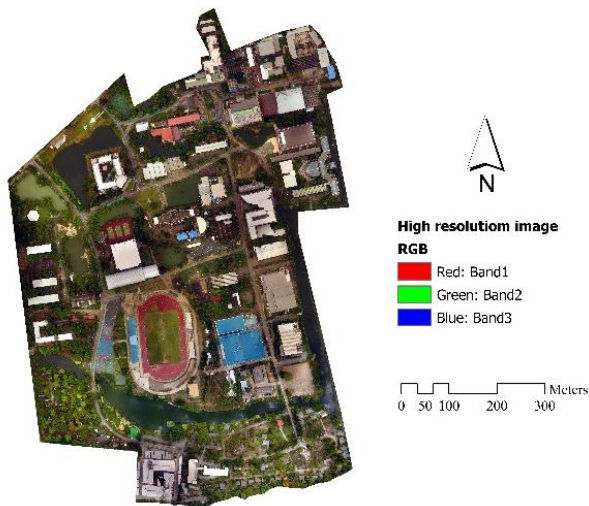 N
High resolutiom image
RGB
Red: Band1
Green: Band2
Blue: Band3
Meters
0 50 100 200 300